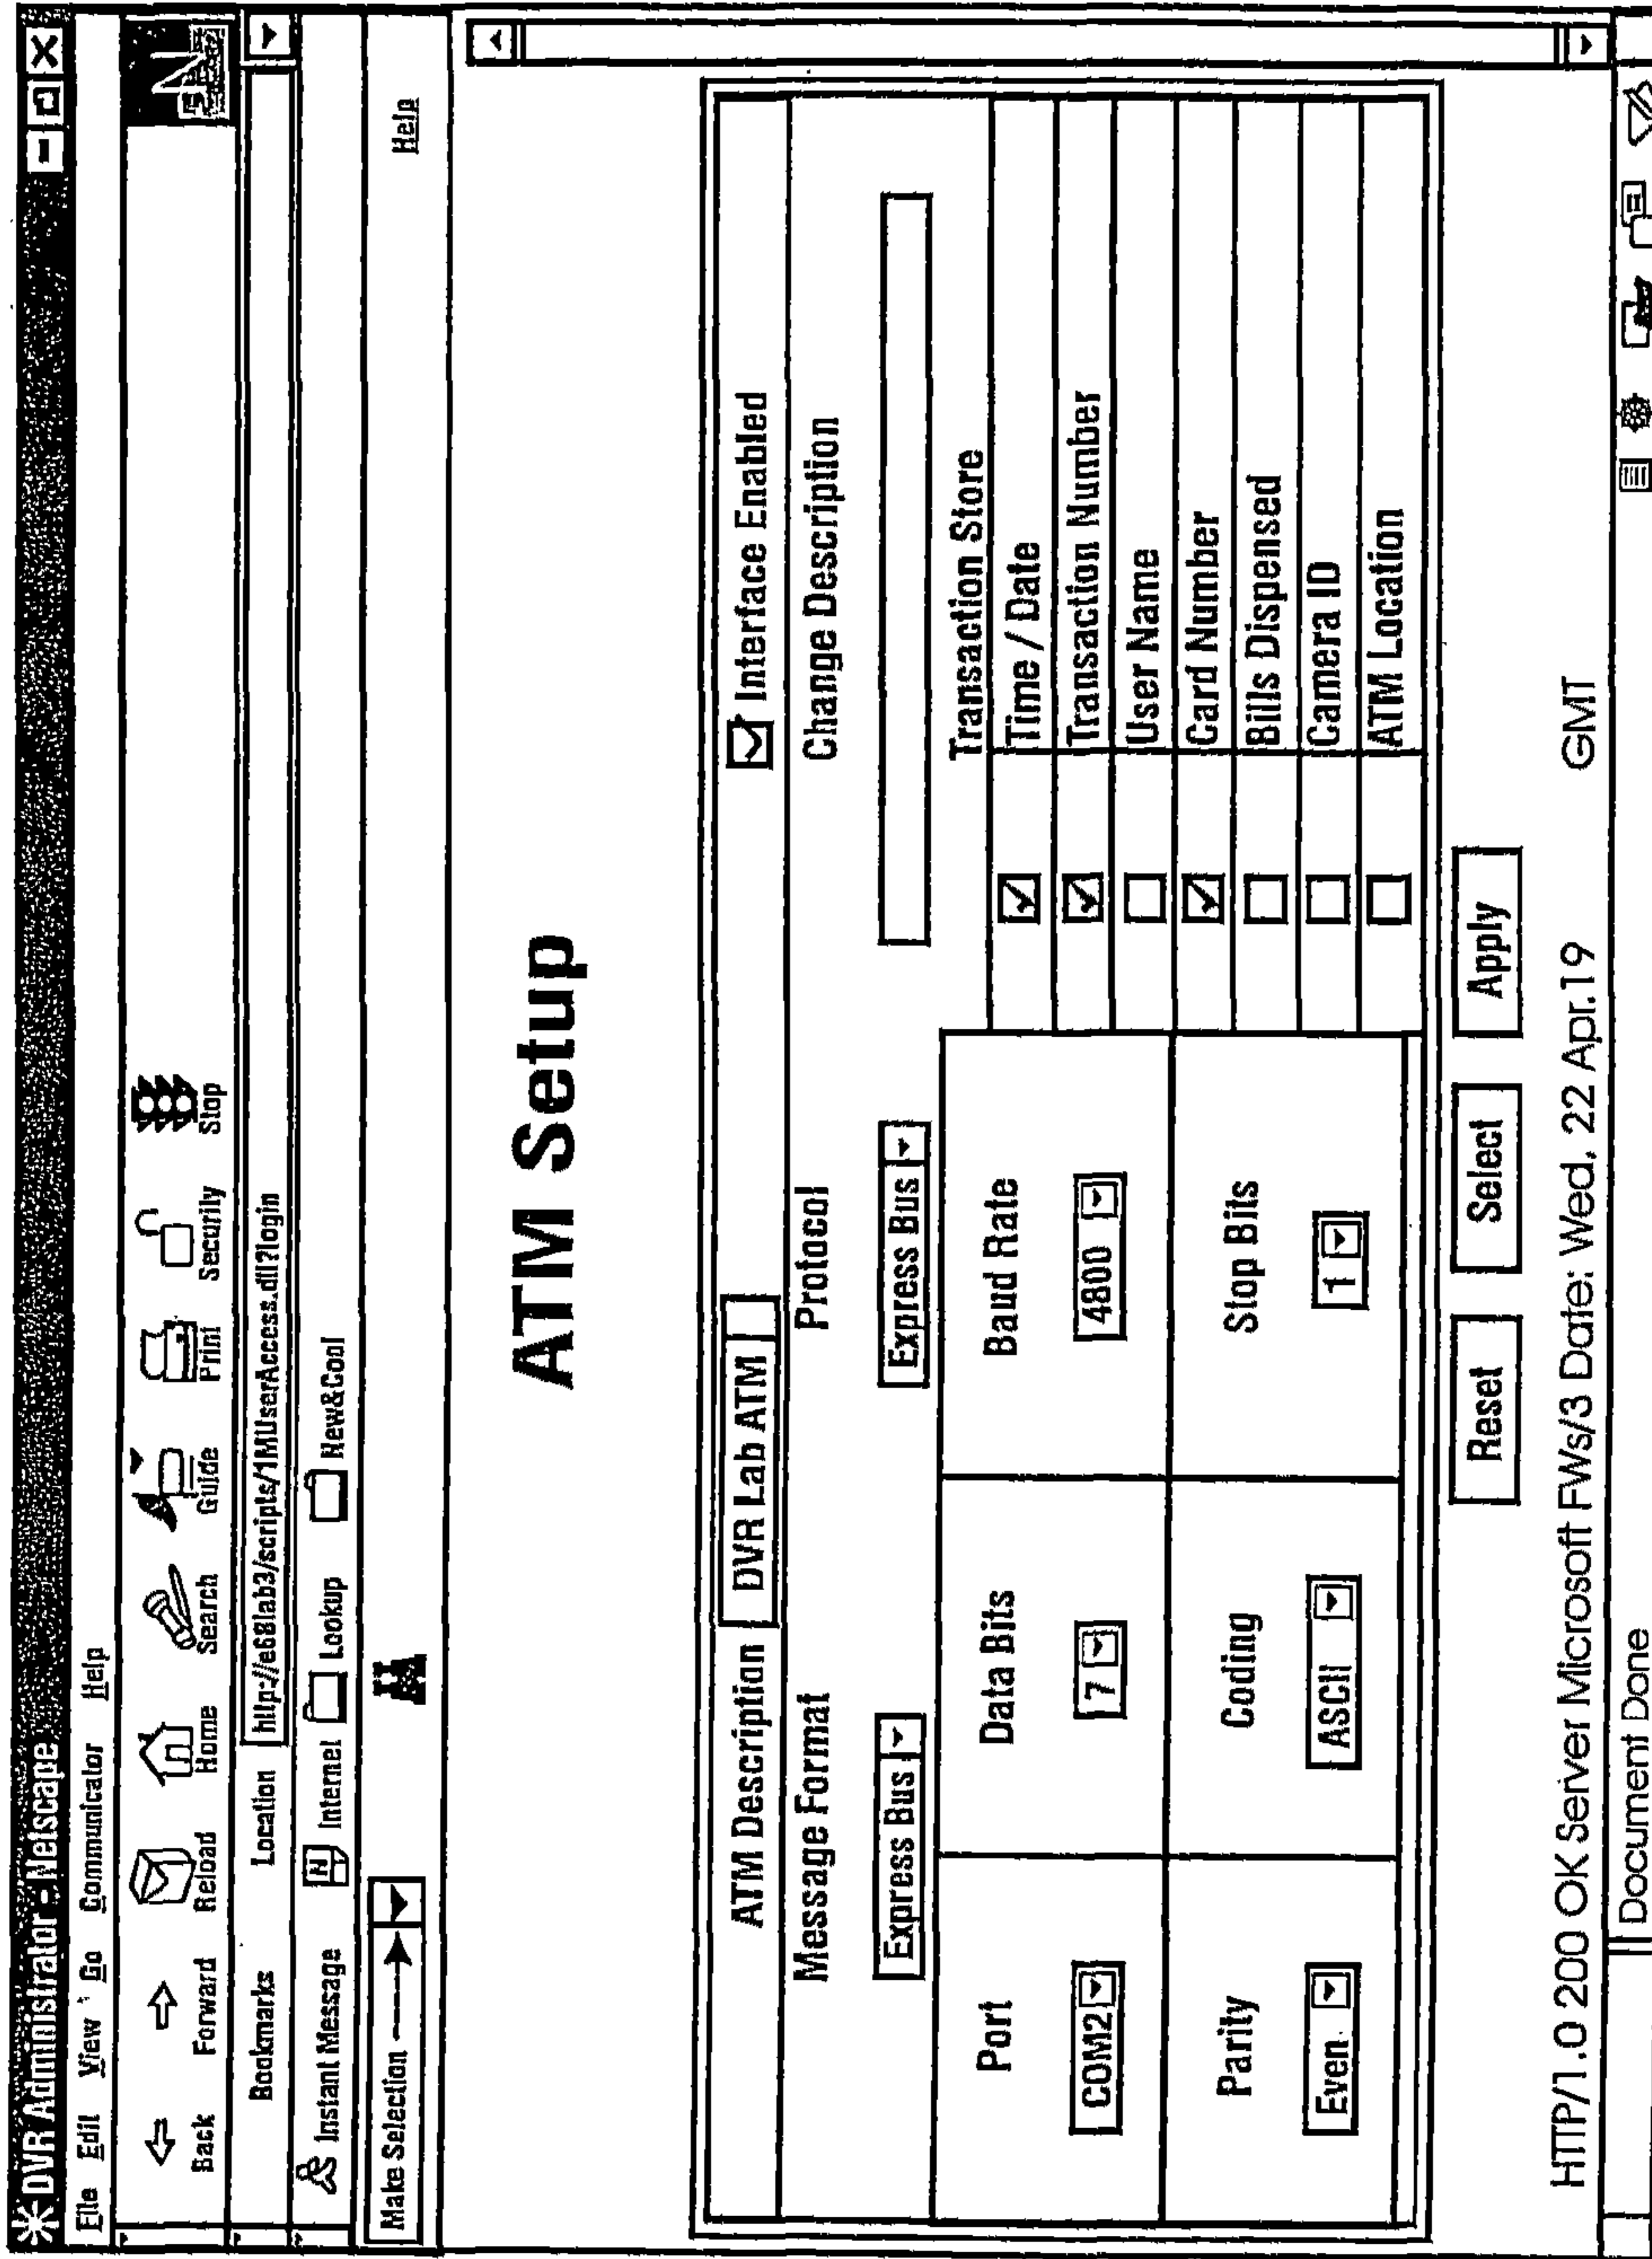 DVR Administrator - Netscape
File Edit View Go Communicator Help
Back Forward Reload Home Search Guide Print Security Stop
Bookmarks Location http://e68lab3/scripts/1MUserAccess.dll?login
Instant Message Internet Lookup New&Cool
Make Selection Help
ATM Setup
ATM Description DVR Lab ATM Interface Enabled
Message Format Protocol Change Description
Express Bus Express Bus
Port Data Bits Baud Rate
COM2 7 4800
Parity Coding Stop Bits
Even ASCII 1
Transaction Store
Time / Date
Transaction Number
User Name
Card Number
Bills Dispensed
Camera ID
ATM Location
Reset Select Apply
HTTP/1.0 200 OK Server Microsoft FWs/3 Date: Wed, 22 Apr.19 GMT
Document Done